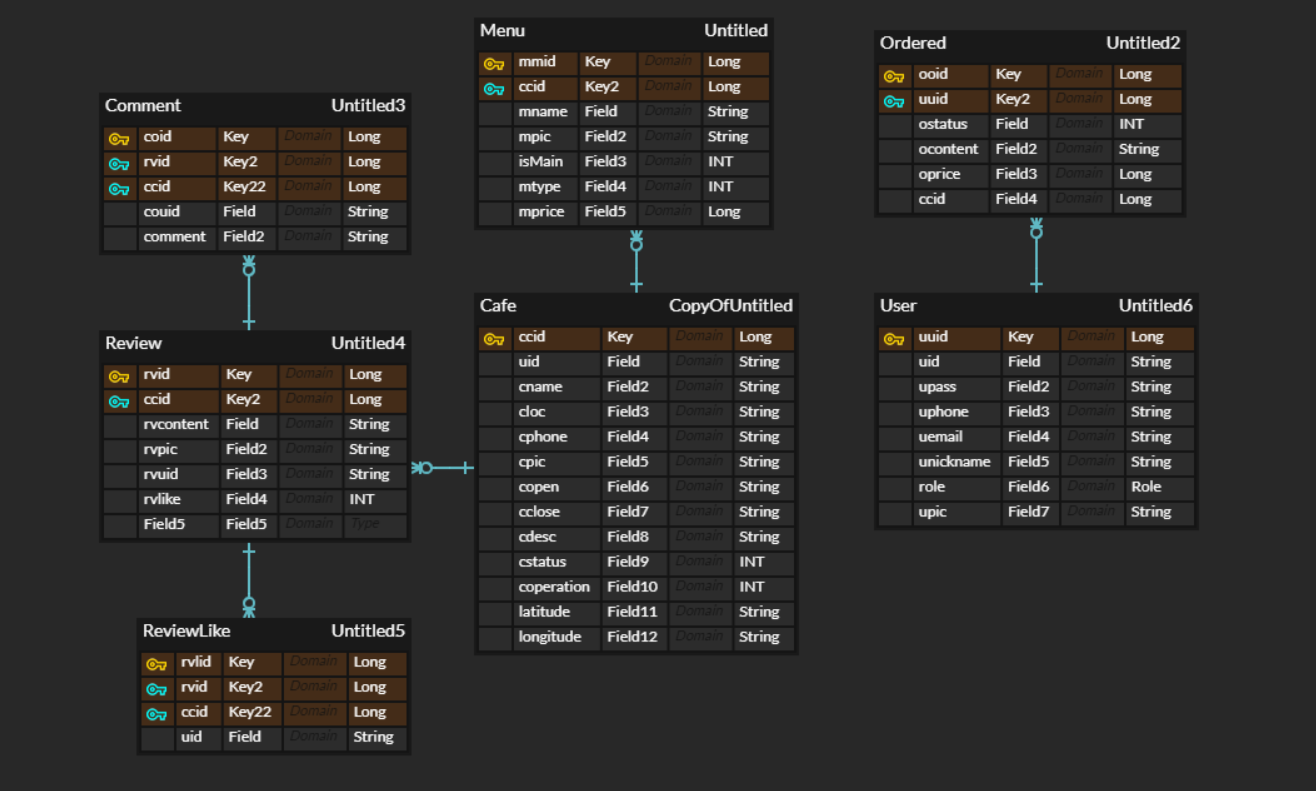 Menu Untitled
mmid Key Domain Long
ccid Key2 Domain Long
mname Field Domain String
mpic Field2 Domain String
isMain Field3 Domain INT
mtype Field4 Domain INT
mprice Field5 Domain Long
Ordered Untitled2
ooid Key Domain Long
uuid Key2 Domain Long
ostatus Field Domain INT
ocontent Field2 Domain String
oprice Field3 Domain Long
ccid Field4 Domain Long
Comment Untitled3
coid Key Domain Long
rvid Key2 Domain Long
ccid Key22 Domain Long
couid Field Domain String
comment Field2 Domain String
Review Untitled4
rvid Key Domain Long
ccid Key2 Domain Long
rvcontent Field Domain String
rvpic Field2 Domain String
rvuid Field3 Domain String
rvlike Field4 Domain INT
Field5 Field5 Domain Type
Cafe CopyOfUntitled
ccid Key Domain Long
uid Field Domain String
cname Field2 Domain String
cloc Field3 Domain String
cphone Field4 Domain String
cpic Field5 Domain String
copen Field6 Domain String
cclose Field7 Domain String
cdesc Field8 Domain String
cstatus Field9 Domain INT
coperation Field10 Domain INT
latitude Field11 Domain String
longitude Field12 Domain String
User Untitled6
uuid Key Domain Long
uid Field Domain String
upass Field2 Domain String
uphone Field3 Domain String
uemail Field4 Domain String
unickname Field5 Domain String
role Field6 Domain Role
upic Field7 Domain String
ReviewLike Untitled5
rvlid Key Domain Long
rvid Key2 Domain Long
ccid Key22 Domain Long
uid Field Domain String